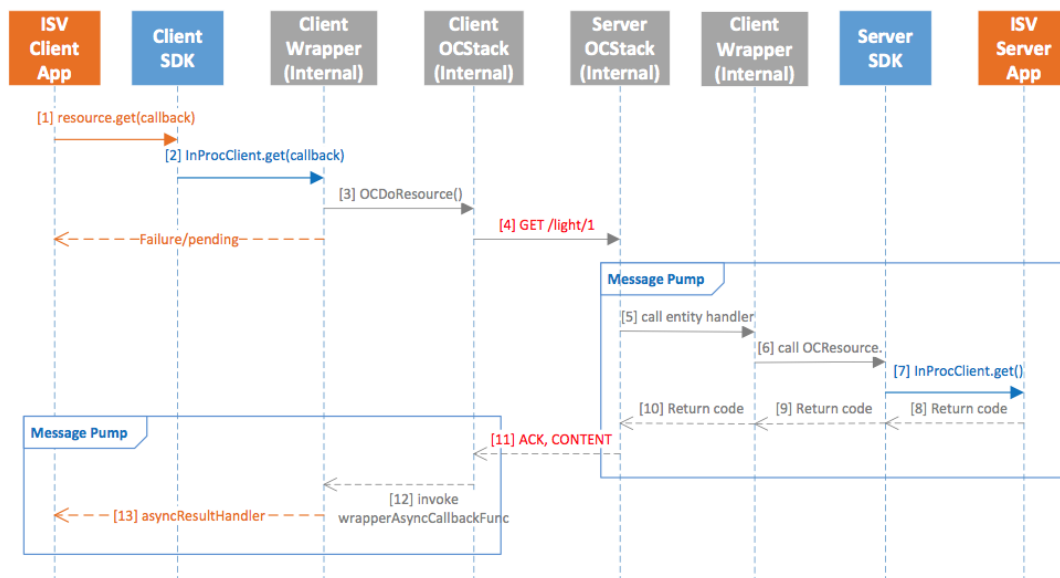 ISV
Client
App
Client
SDK
Client
Wrapper
(Internal)
Client
OCStack
(Internal)
Server
OCStack
(Internal)
Client
Wrapper
(Internal)
Server
SDK
ISV
Server
App
[1] resource.get(callback)
[2] InProcClient.get(callback)
[3] OCDoResource()
[4] GET /light/1
Failure/pending
Message Pump
[5] call entity handler
[6] call OCResource.
[7] InProcClient.get()
[10] Return code
[9] Return code
[8] Return code
Message Pump
[11] ACK, CONTENT
[12] invoke
wrapperAsyncCallbackFunc
[13] asyncResultHandler